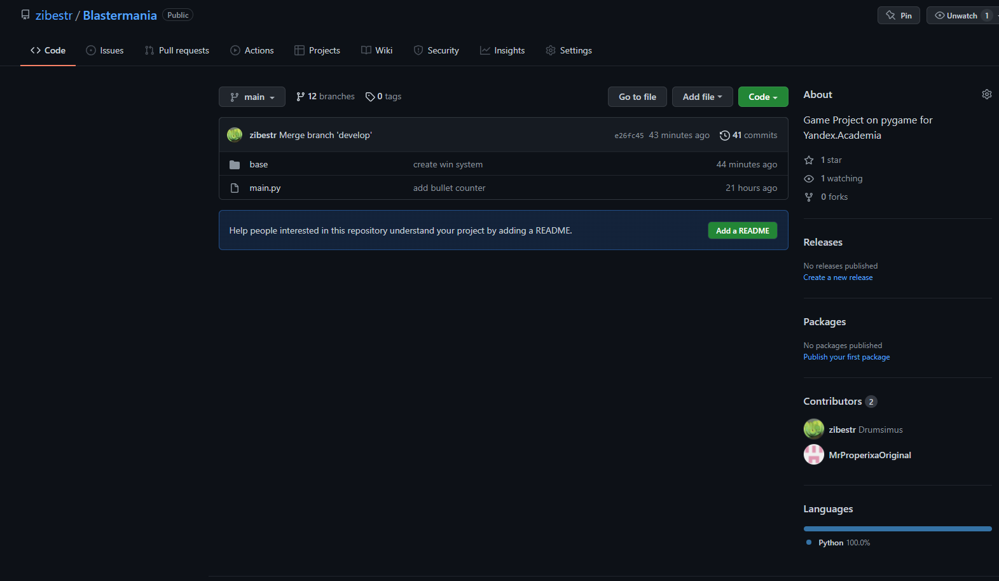 zibestr / Blastermania Public
Pin
Unwatch 1
Code Issues Pull requests Actions Projects Wiki Security Insights Settings
main 12 branches 0 tags
Go to file Add file Code
zibestr Merge branch 'develop' e26fc45 43 minutes ago 41 commits
base create win system 44 minutes ago
main.py add bullet counter 21 hours ago
Help people interested in this repository understand your project by adding a README. Add a README
About
Game Project on pygame for
Yandex.Academia
1 star
1 watching
0 forks
Releases
No releases published
Create a new release
Packages
No packages published
Publish your first package
Contributors 2
zibestr Drumsimus
MrProperixaOriginal
Languages
Python 100.0%